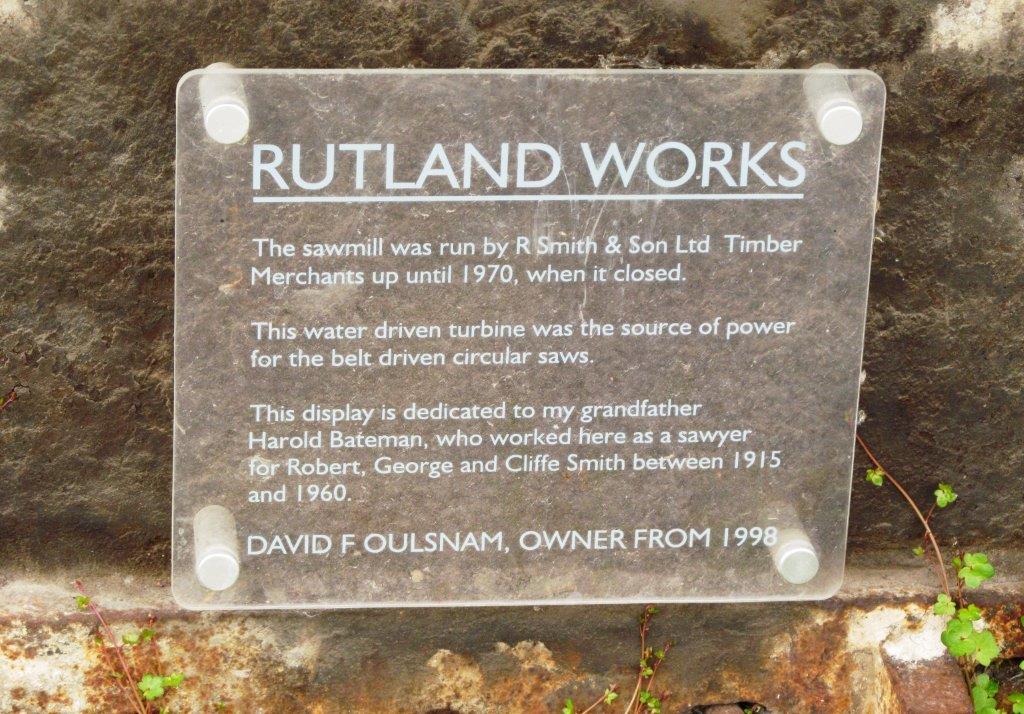 RUTLAND WORKS
The sawmill was run by R Smith & Son Ltd Timber
Merchants up until 1970, when it closed.
This water driven turbine was the source of power
for the belt driven circular saws.
This display is dedicated to my grandfather
Harold Bateman, who worked here as a sawyer
for Robert, George and Cliffe Smith between 1915
and 1960.
DAVID F OULSNAM, OWNER FROM 1998